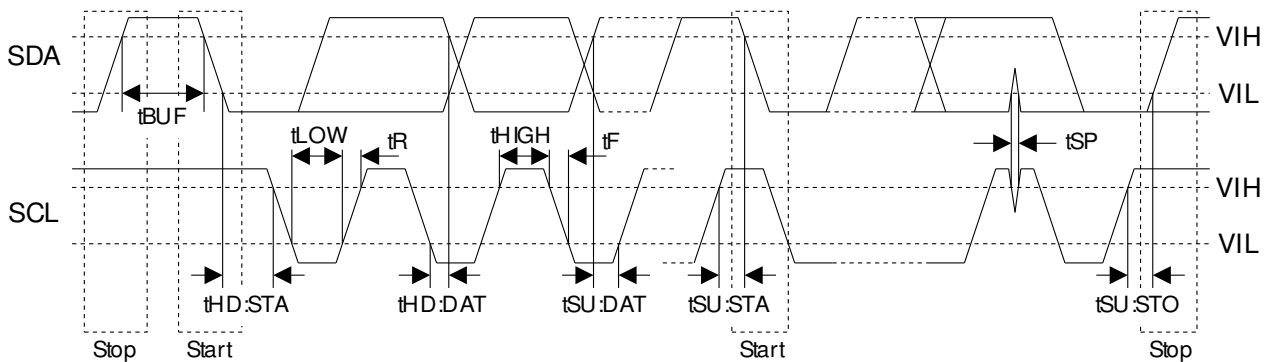 SDA
VIH
VIL
tBUF
tLOW
tR
tHIGH
tF
tSP
SCL
VIH
VIL
tHD:STA
tHD:DAT
tSU:DAT
tSU:STA
tSU:STO
Stop
Start
Start
Stop